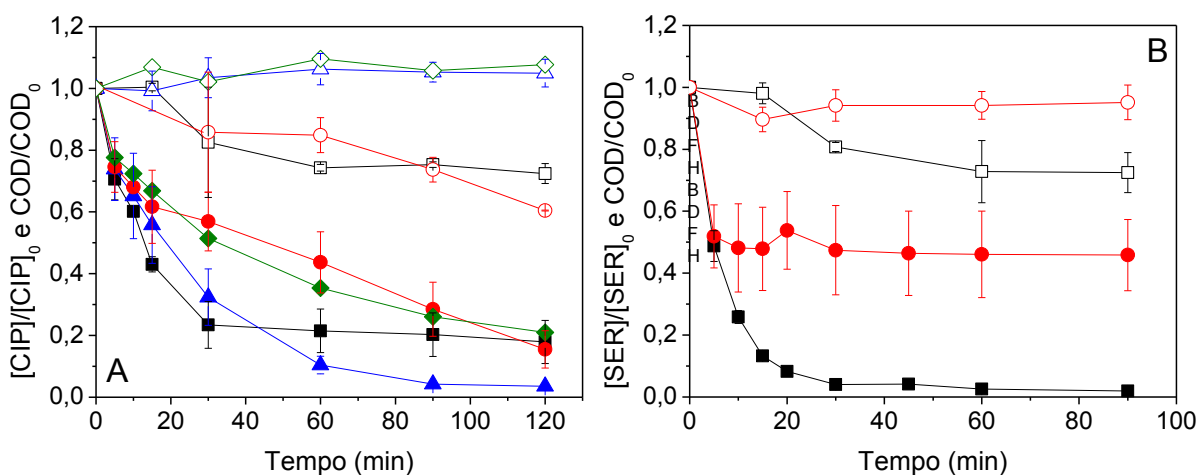 [CIP]/[CIP]₀ e COD/COD₀
1,2
1,0
0,8
0,6
0,4
0,2
0,0
A
0
20
40
60
80
100
120
Tempo (min)
[SER]/[SER]₀ e COD/COD₀
1,2
1,0
0,8
0,6
0,4
0,2
0,0
B
B
D
F
H
B
D
F
H
0
20
40
60
80
100
Tempo (min)